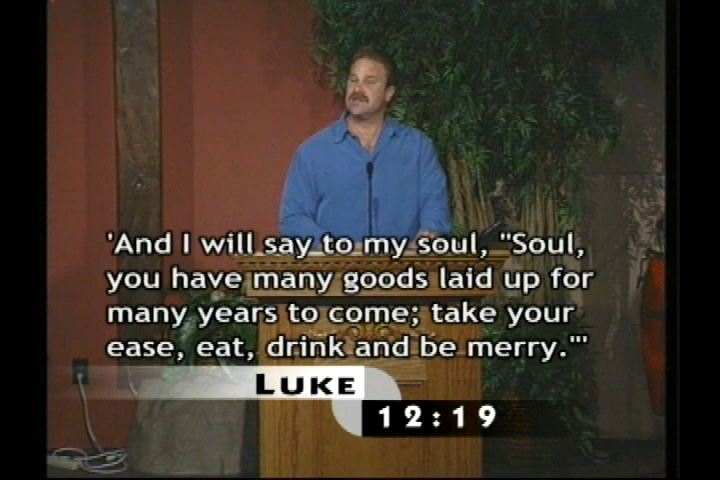 'And I will say to my soul, "Soul,
you have many goods laid up for
many years to come; take your
ease, eat, drink and be merry."'
LUKE
12:19